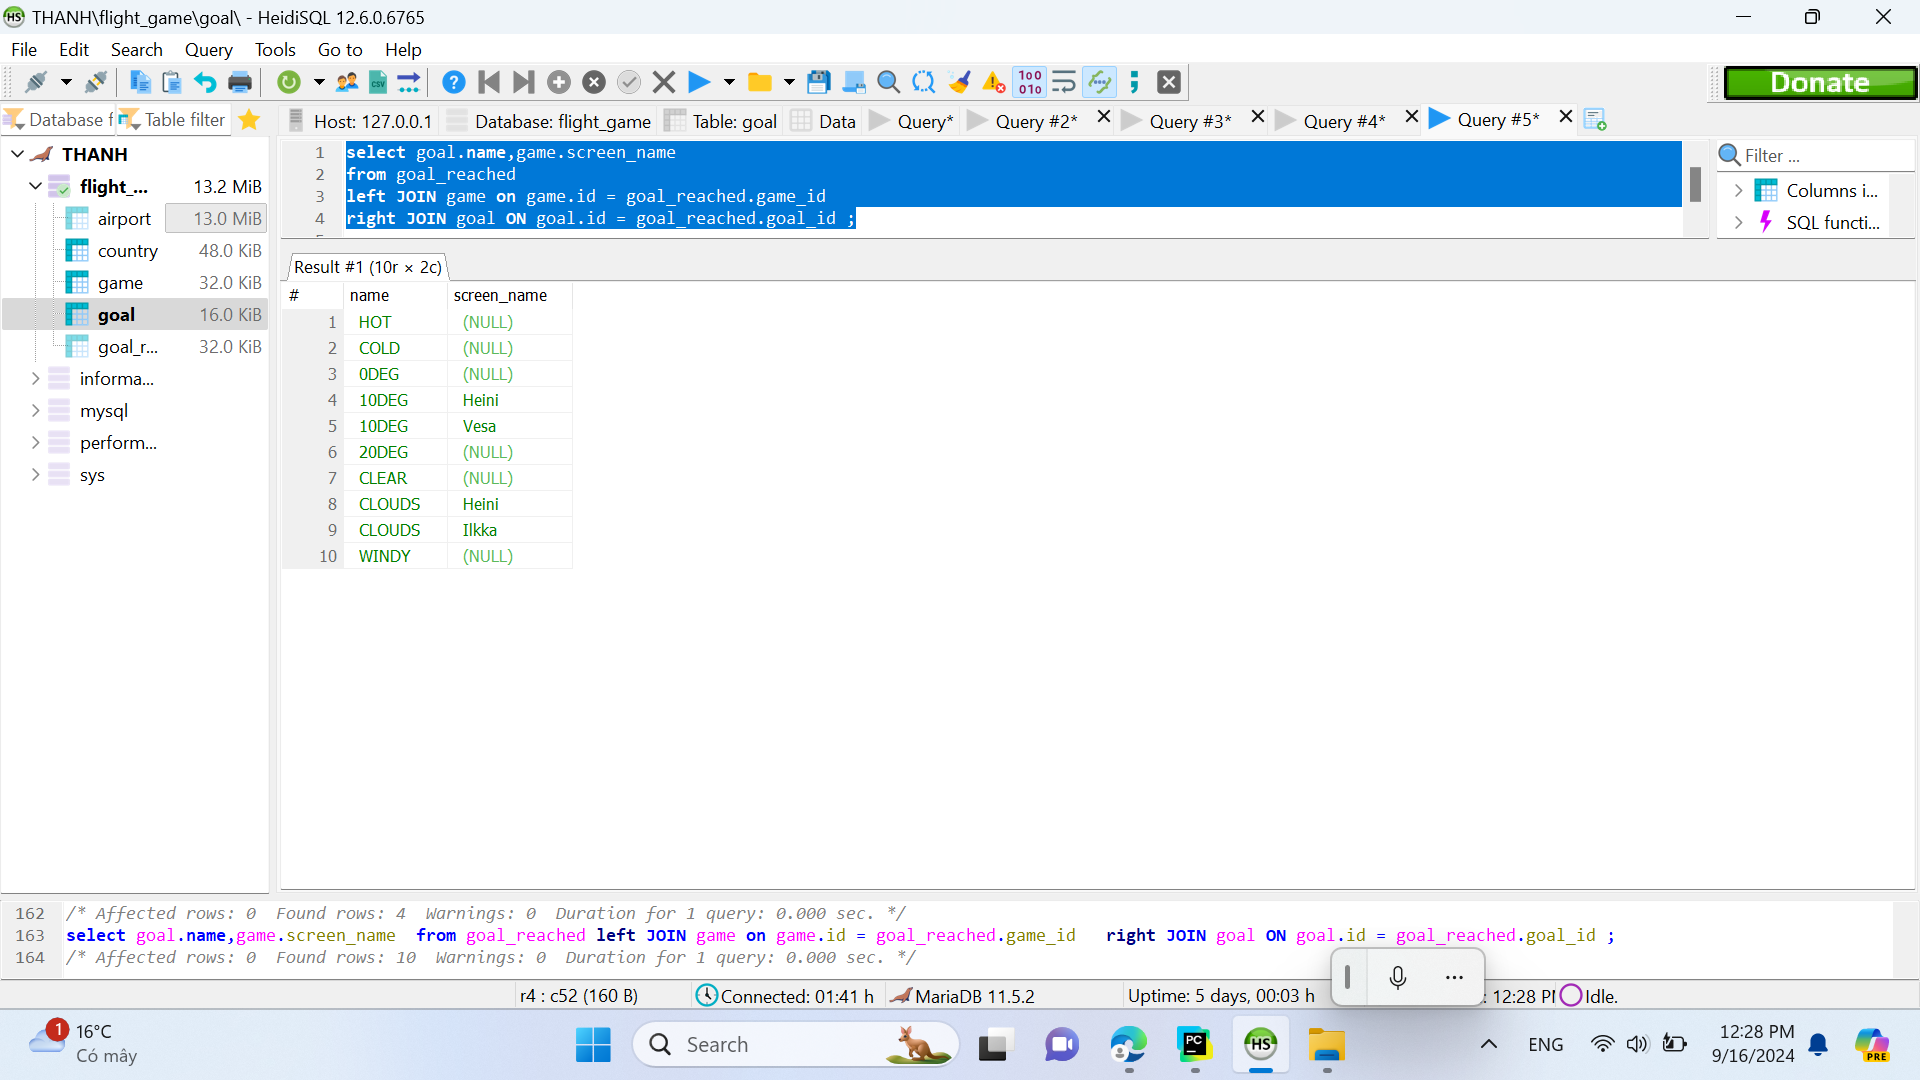 HS THANH\flight_game\goal\ - HeidiSQL 12.6.0.6765
File Edit Search Query Tools Go to Help
Donate
Database f Table filter Host: 127.0.0.1 Database: flight_game Table: goal Data Query* Query #2* Query #3* Query #4* Query #5*
THANH
flight_... 13.2 MiB
airport 13.0 MiB
country 48.0 KiB
game 32.0 KiB
goal 16.0 KiB
goal_r... 32.0 KiB
informa...
mysql
perform...
sys
1 select goal.name,game.screen_name
2 from goal_reached
3 left JOIN game on game.id = goal_reached.game_id
4 right JOIN goal ON goal.id = goal_reached.goal_id ;
Filter ...
Columns i...
SQL functi...
Result #1 (10r × 2c)
# name screen_name
1 HOT (NULL)
2 COLD (NULL)
3 0DEG (NULL)
4 10DEG Heini
5 10DEG Vesa
6 20DEG (NULL)
7 CLEAR (NULL)
8 CLOUDS Heini
9 CLOUDS Ilkka
10 WINDY (NULL)
162 /* Affected rows: 0 Found rows: 4 Warnings: 0 Duration for 1 query: 0.000 sec. */
163 select goal.name,game.screen_name from goal_reached left JOIN game on game.id = goal_reached.game_id right JOIN goal ON goal.id = goal_reached.goal_id ;
164 /* Affected rows: 0 Found rows: 10 Warnings: 0 Duration for 1 query: 0.000 sec. */
r4 : c52 (160 B) Connected: 01:41 h MariaDB 11.5.2 Uptime: 5 days, 00:03 h : 12:28 PM Idle.
1 16°C
Có mây
Search
PC
HS
ENG
12:28 PM
9/16/2024
PRE